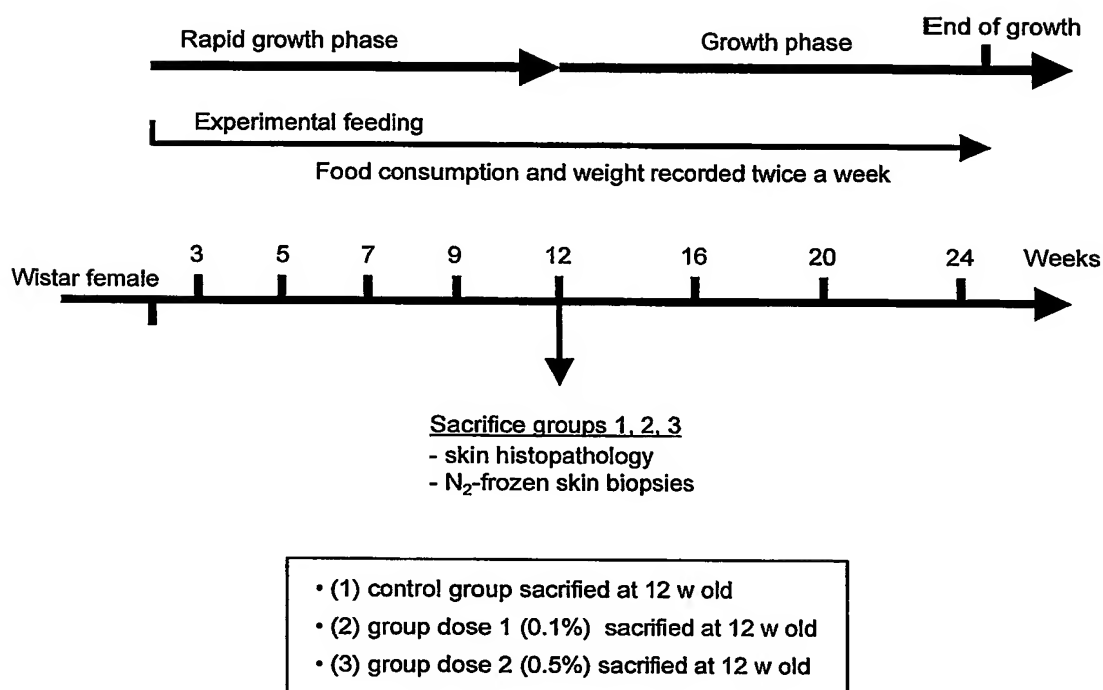 Rapid growth phase
Growth phase
End of growth
Experimental feeding
Food consumption and weight recorded twice a week
3 5 7 9 12 16 20 24 Weeks
Wistar female
Sacrifice groups 1, 2, 3
- skin histopathology
- N₂-frozen skin biopsies
• (1) control group sacrified at 12 w old
• (2) group dose 1 (0.1%) sacrified at 12 w old
• (3) group dose 2 (0.5%) sacrified at 12 w old